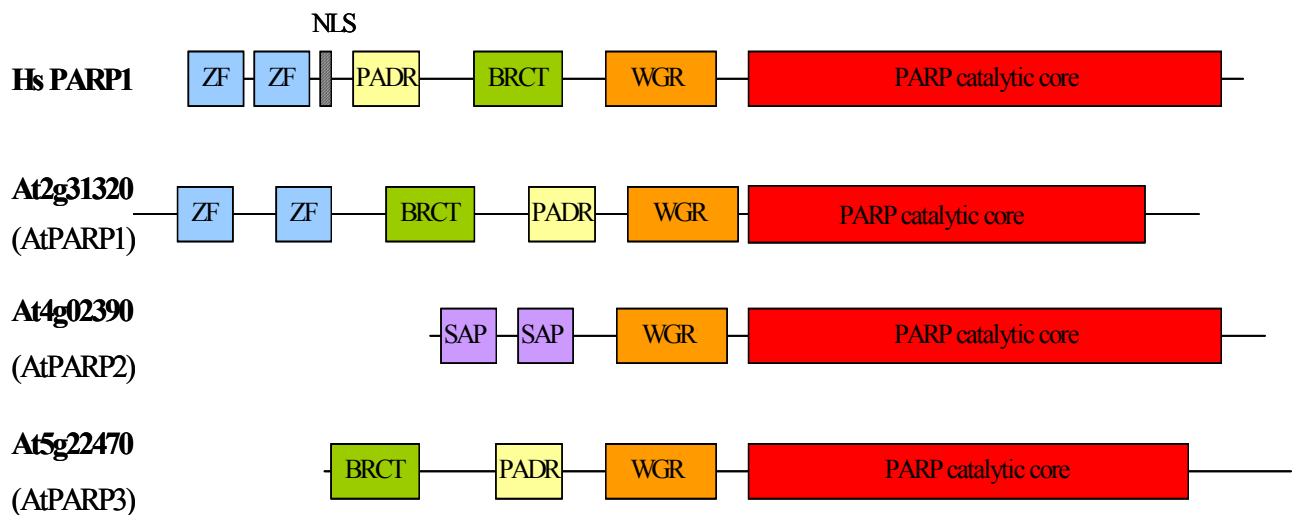 NLS
Hs PARP1 ZF ZF PADR BRCT WGR PARP catalytic core
At2g31320
(AtPARP1) ZF ZF BRCT PADR WGR PARP catalytic core
At4g02390
(AtPARP2) SAP SAP WGR PARP catalytic core
At5g22470
(AtPARP3) BRCT PADR WGR PARP catalytic core